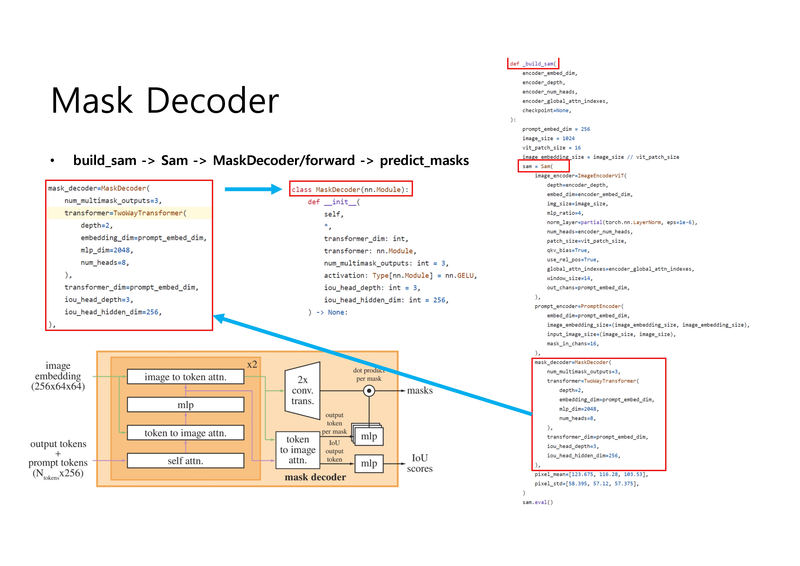 Mask Decoder
• build_sam -> Sam -> MaskDecoder/forward -> predict_masks
mask_decoder=MaskDecoder(
num_multimask_outputs=3,
transformer=TwoWayTransformer(
depth=2,
embedding_dim=prompt_embed_dim,
mlp_dim=2048,
num_heads=8,
),
transformer_dim=prompt_embed_dim,
iou_head_depth=3,
iou_head_hidden_dim=256,
),
class MaskDecoder(nn.Module):
def __init__(
self,
*,
transformer_dim: int,
transformer: nn.Module,
num_multimask_outputs: int = 3,
activation: Type[nn.Module] = nn.GELU,
iou_head_depth: int = 3,
iou_head_hidden_dim: int = 256,
) -> None:
def _build_sam(
encoder_embed_dim,
encoder_depth,
encoder_num_heads,
encoder_global_attn_indexes,
checkpoint=None,
):
prompt_embed_dim = 256
image_size = 1024
vit_patch_size = 16
image_embedding_size = image_size // vit_patch_size
sam = Sam(
image_encoder=ImageEncoderViT(
depth=encoder_depth,
embed_dim=encoder_embed_dim,
img_size=image_size,
mlp_ratio=4,
norm_layer=partial(torch.nn.LayerNorm, eps=1e-6),
num_heads=encoder_num_heads,
patch_size=vit_patch_size,
qkv_bias=True,
use_rel_pos=True,
global_attn_indexes=encoder_global_attn_indexes,
window_size=14,
out_chans=prompt_embed_dim,
),
prompt_encoder=PromptEncoder(
embed_dim=prompt_embed_dim,
image_embedding_size=(image_embedding_size, image_embedding_size),
input_image_size=(image_size, image_size),
mask_in_chans=16,
),
mask_decoder=MaskDecoder(
num_multimask_outputs=3,
transformer=TwoWayTransformer(
depth=2,
embedding_dim=prompt_embed_dim,
mlp_dim=2048,
num_heads=8,
),
transformer_dim=prompt_embed_dim,
iou_head_depth=3,
iou_head_hidden_dim=256,
),
pixel_mean=[123.675, 116.28, 103.53],
pixel_std=[58.395, 57.12, 57.375],
)
sam.eval()
image
embedding
(256x64x64)
output tokens
+
prompt tokens
(Ntokensx256)
x2
image to token attn.
mlp
token to image attn.
self attn.
2x
conv.
trans.
token
to image
attn.
dot product
per mask
output
token
per mask
IoU
output
token
mlp
mlp
masks
IoU
scores
mask decoder